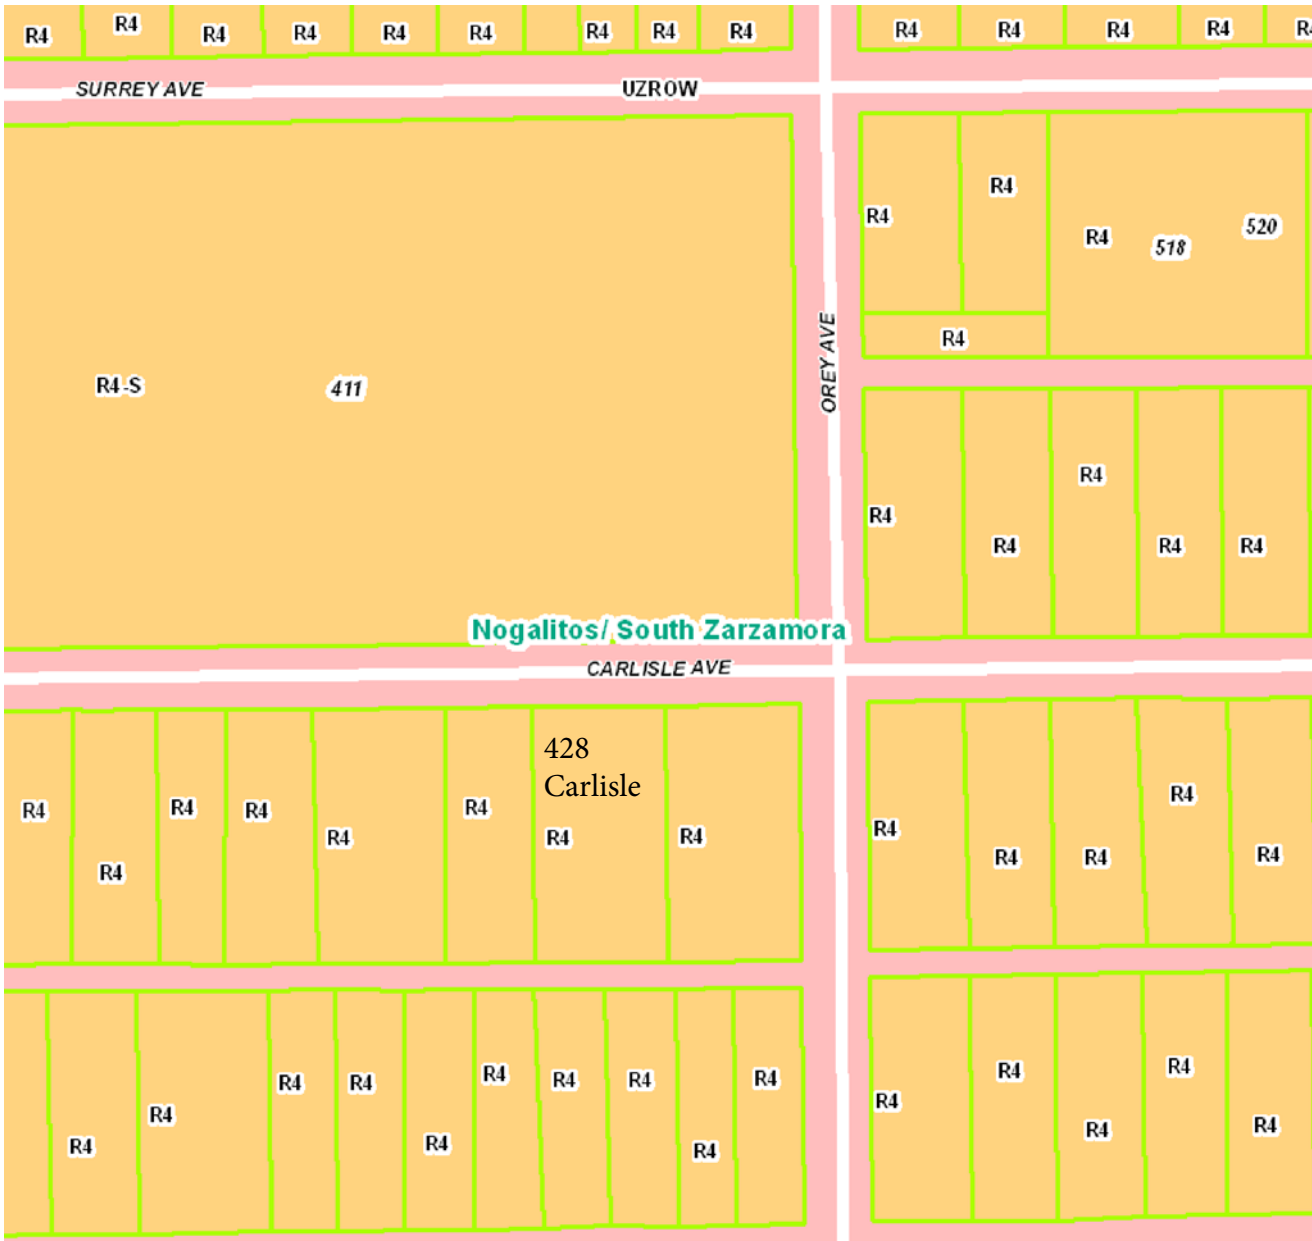 R4 R4 R4 R4 R4 R4 R4 R4 R4 R4 R4 R4 R4
SURREY AVE UZROW
R4 R4 R4 518 520
R4
R4-S 411 OREY AVE
R4 R4 R4 R4 R4
Nogalitos/ South Zarzamora
CARLISLE AVE
428
Carlisle
R4 R4 R4 R4 R4 R4 R4 R4
R4 R4 R4 R4 R4
R4 R4 R4 R4 R4 R4 R4 R4 R4 R4
R4 R4 R4 R4 R4